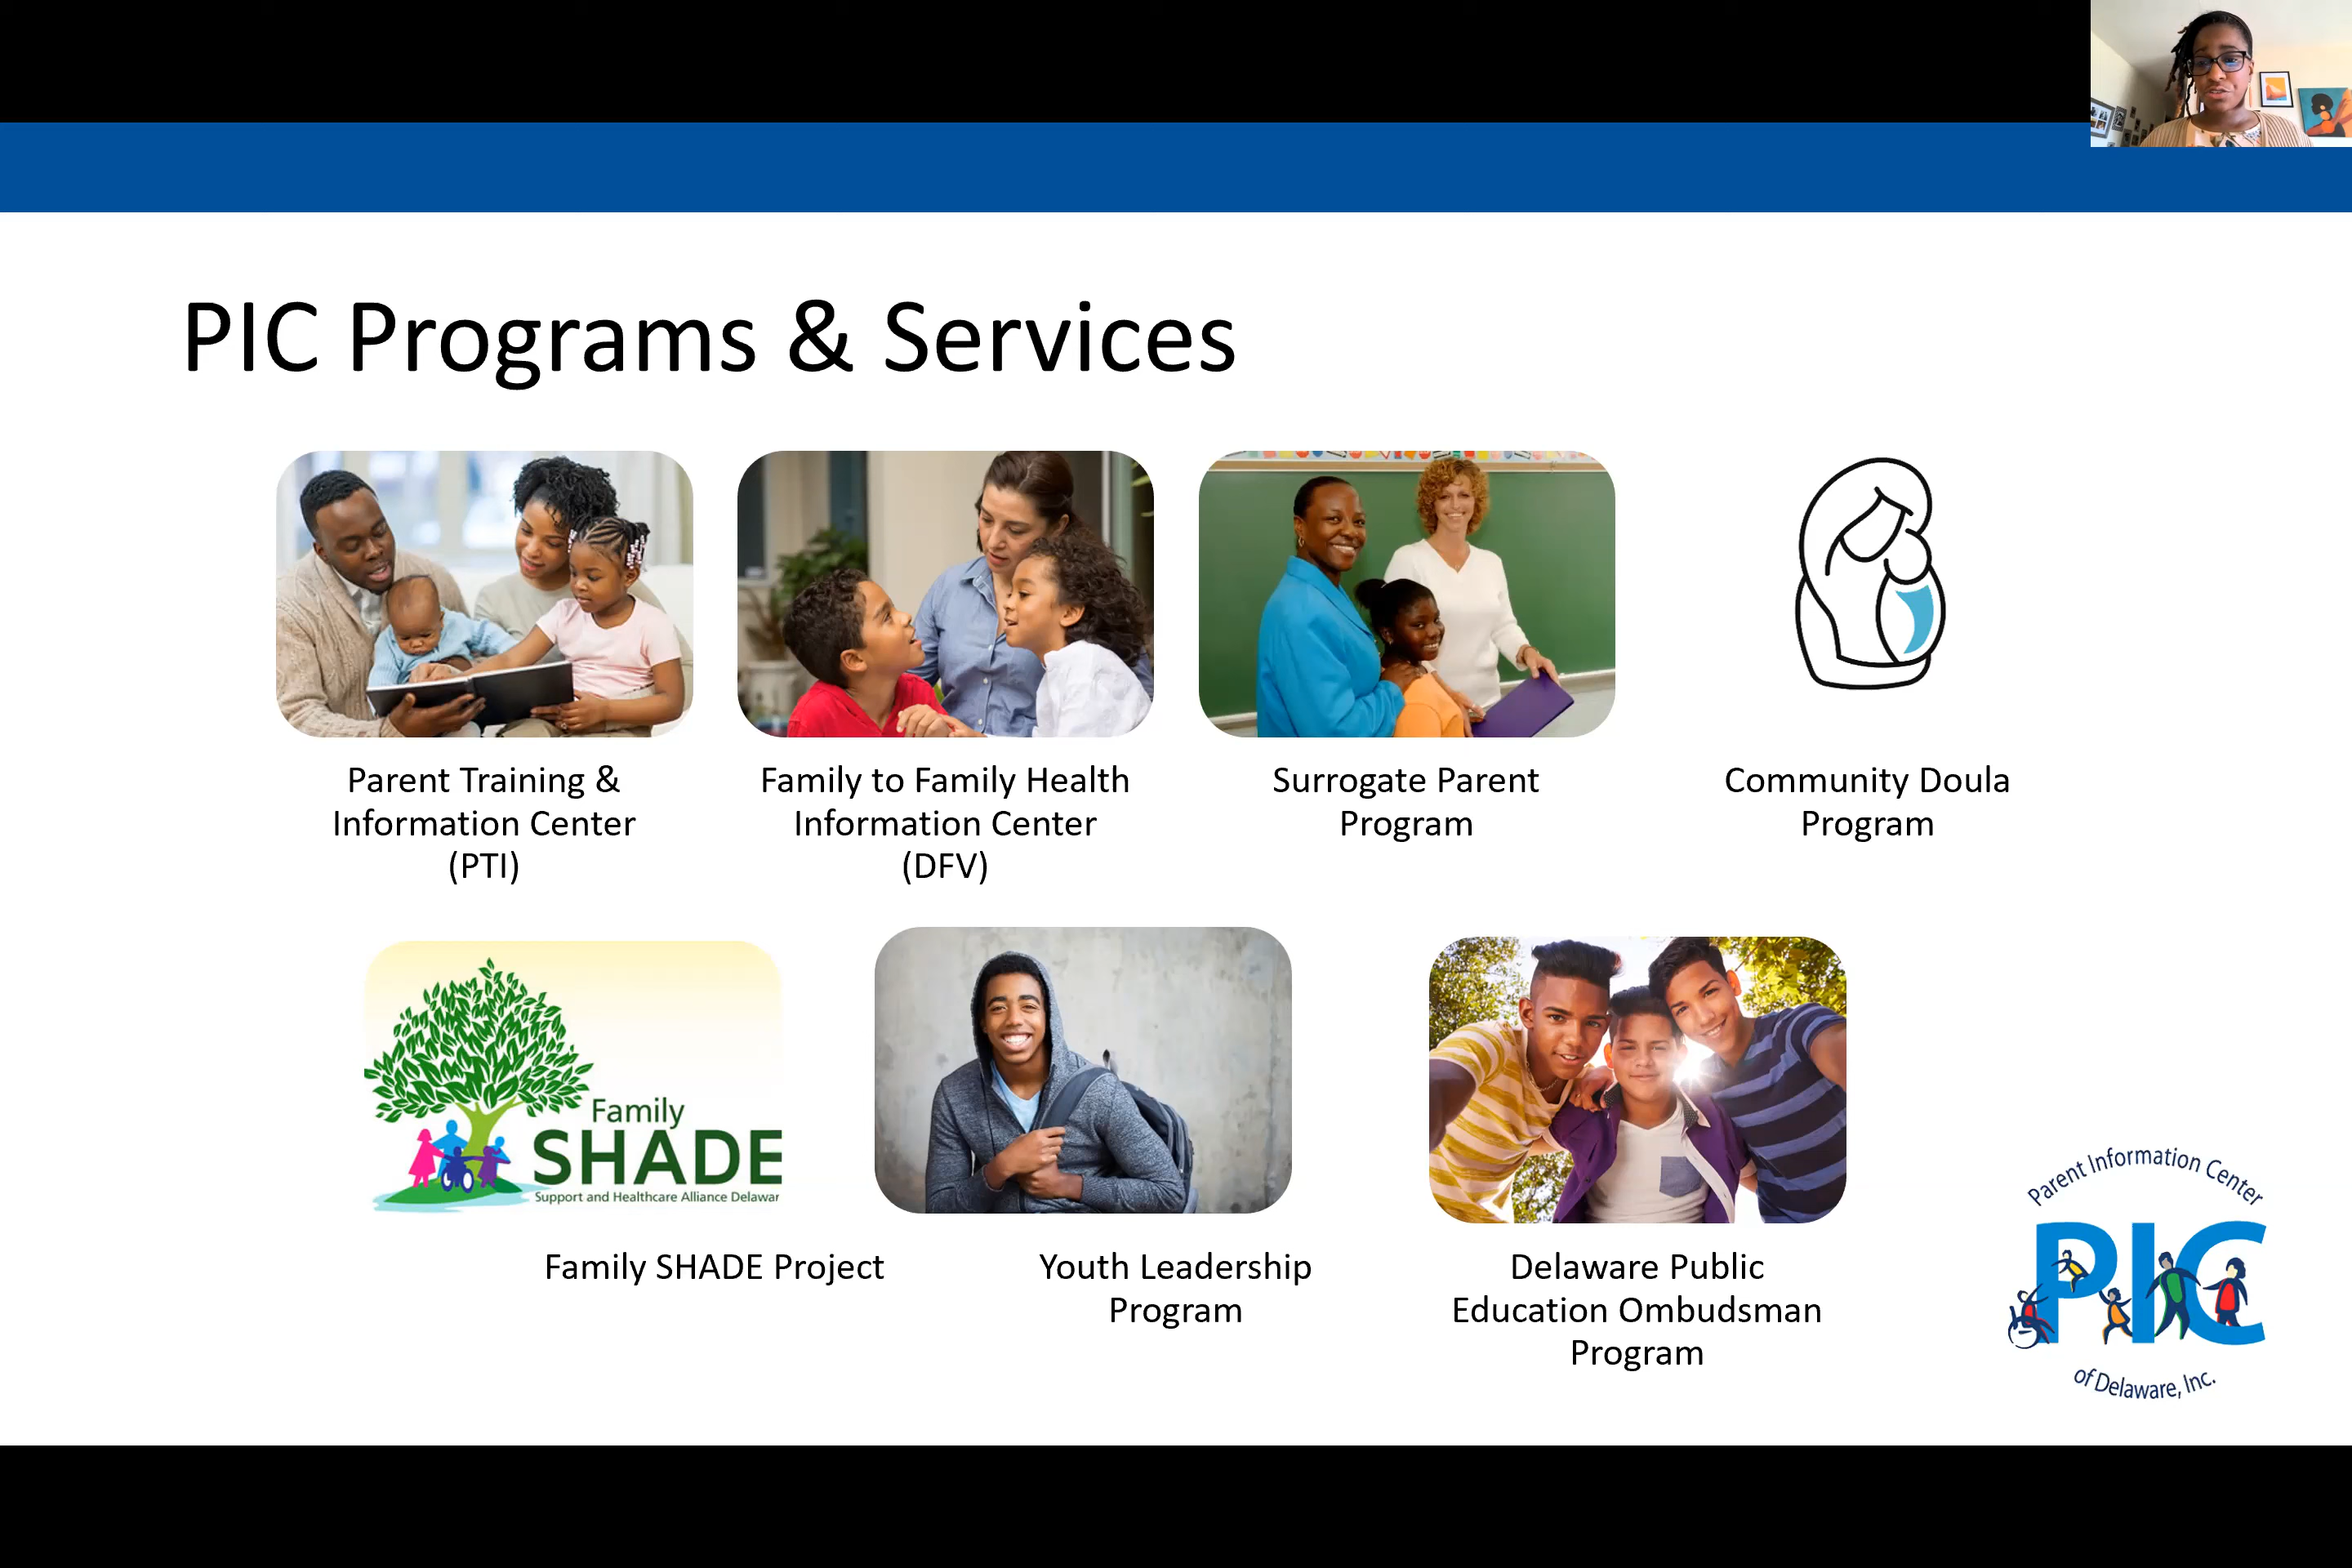 PIC Programs & Services
Parent Training &
Information Center
(PTI)
Family to Family Health
Information Center
(DFV)
Surrogate Parent
Program
Community Doula
Program
Family
SHADE
Support and Healthcare Alliance Delawar
Family SHADE Project
Youth Leadership
Program
Delaware Public
Education Ombudsman
Program
Parent Information Center
PIC
of Delaware, Inc.